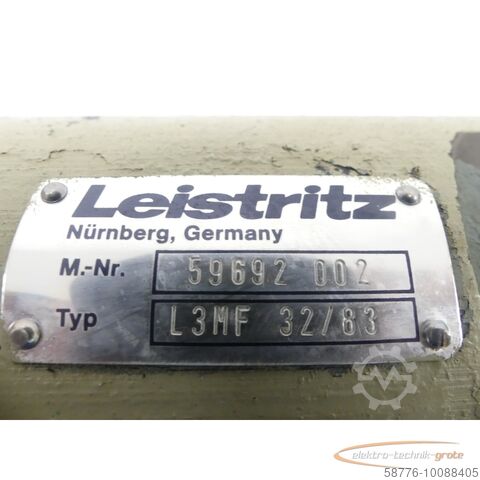 Leistritz
Nürnberg, Germany
M.-Nr. 59692 002
Typ L3MF 32/83
elektro-technik-grote
58776-10088405